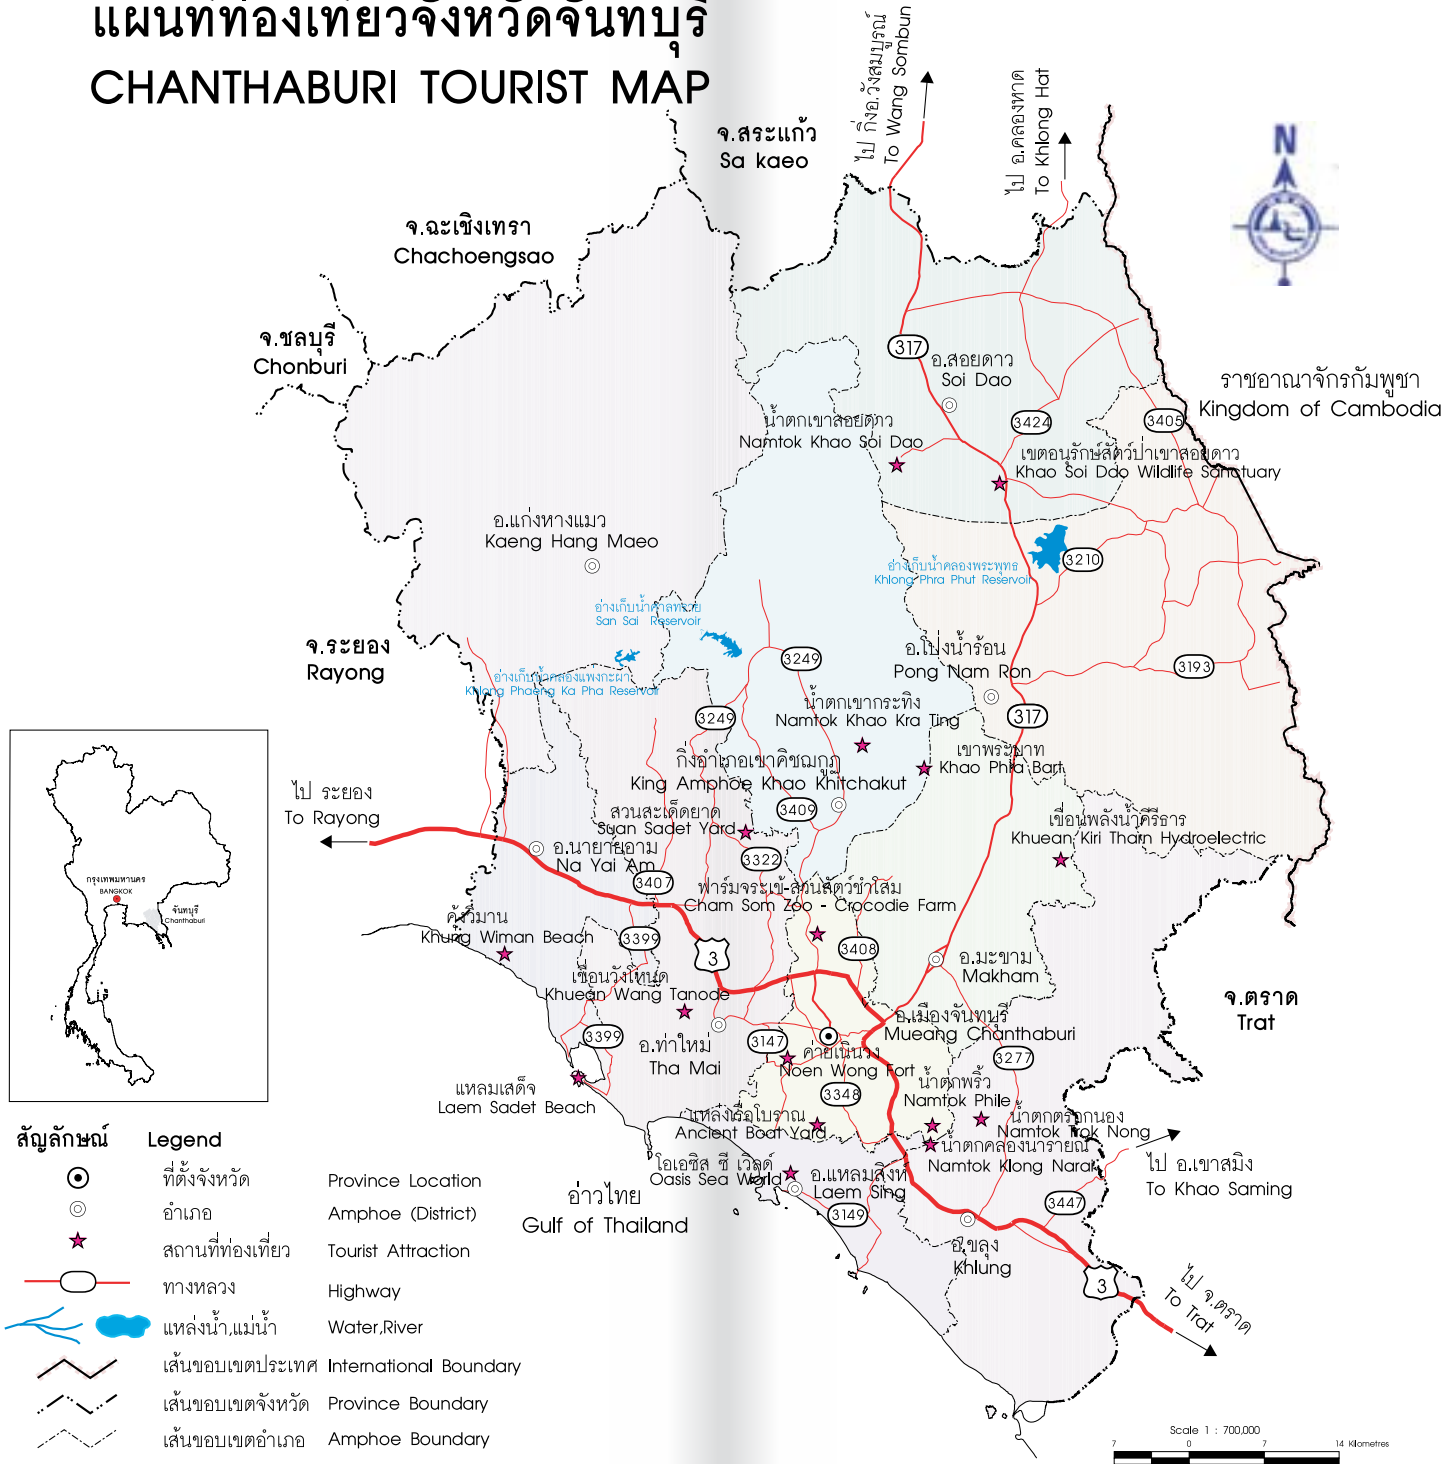 แผนที่ท่องเที่ยวจังหวัดจันทบุรี
CHANTHABURI TOURIST MAP
ไป กิ่งอ.วังสมบูรณ์
To Wang Sombun
ไป อ.คลองหาด
To Khlong Hat
จ.สระแก้ว
Sa kaeo
N
จ.ฉะเชิงเทรา
Chachoengsao
จ.ชลบุรี
Chonburi
317
อ.สอยดาว
Soi Dao
ราชอาณาจักรกัมพูชา
Kingdom of Cambodia
3424
3405
น้ำตกเขาสอยดาว
Namtok Khao Soi Dao
เขตอนุรักษ์สัตว์ป่าเขาสอยดาว
Khao Soi Dao Wildlife Sanctuary
อ.แก่งหางแมว
Kaeng Hang Maeo
3210
อ่างเก็บน้ำคลองพระพุทธ
Khlong Phra Phut Reservoir
อ่างเก็บน้ำศาลทราย
San Sai Reservoir
จ.ระยอง
Rayong
3249
อ.โป่งน้ำร้อน
Pong Nam Ron
3193
อ่างเก็บน้ำคลองแพงกะผา
Khlong Phaeng Ka Pha Reservoir
3249
น้ำตกเขากระทิง
Namtok Khao Kra Ting
317
กิ่งอำเภอเขาคิชฌกูฏ
King Amphoe Khao Khitchakut
เขาพระบาท
Khao Phra Bart
ไป ระยอง
To Rayong
สวนสะเด็ดยาด
Suan Sadet Yard
3409
เขื่อนพลังน้ำคีรีธาร
Khuean Kiri Tharn Hydroelectric
อ.นายายอาม
Na Yai Am
3322
3407
ฟาร์มจระเข้-สวนสัตว์ชำโสม
Cham Som Zoo - Crocodie Farm
กรุงเทพมหานคร
BANGKOK
จันทบุรี
Chanthaburi
คุ้งวิมาน
Khung Wiman Beach
3399
3
3408
อ.มะขาม
Makham
เขื่อนวังโตนด
Khuean Wang Tanode
จ.ตราด
Trat
อ.เมืองจันทบุรี
Mueang Chanthaburi
3399
อ.ท่าใหม่
Tha Mai
3147
ค่ายเนินวง
Noen Wong Fort
3277
แหลมเสด็จ
Laem Sadet Beach
3348
น้ำตกพริ้ว
Namtok Phile
แหล่งเรือโบราณ
Ancient Boat Yard
น้ำตกตรอกนอง
Namtok Trok Nong
น้ำตกคลองนารายณ์
Namtok Klong Narai
โอเอซิส ซี เวิลด์
Oasis Sea World
อ.แหลมสิงห์
Laem Sing
ไป อ.เขาสมิง
To Khao Saming
อ่าวไทย
Gulf of Thailand
3149
3447
อ.ขลุง
Khlung
3
ไป จ.ตราด
To Trat
สัญลักษณ์ Legend
ที่ตั้งจังหวัด Province Location
อำเภอ Amphoe (District)
สถานที่ท่องเที่ยว Tourist Attraction
ทางหลวง Highway
แหล่งน้ำ,แม่น้ำ Water,River
เส้นขอบเขตประเทศ International Boundary
เส้นขอบเขตจังหวัด Province Boundary
เส้นขอบเขตอำเภอ Amphoe Boundary
Scale 1 : 700,000
7 0 7 14 Kilometres